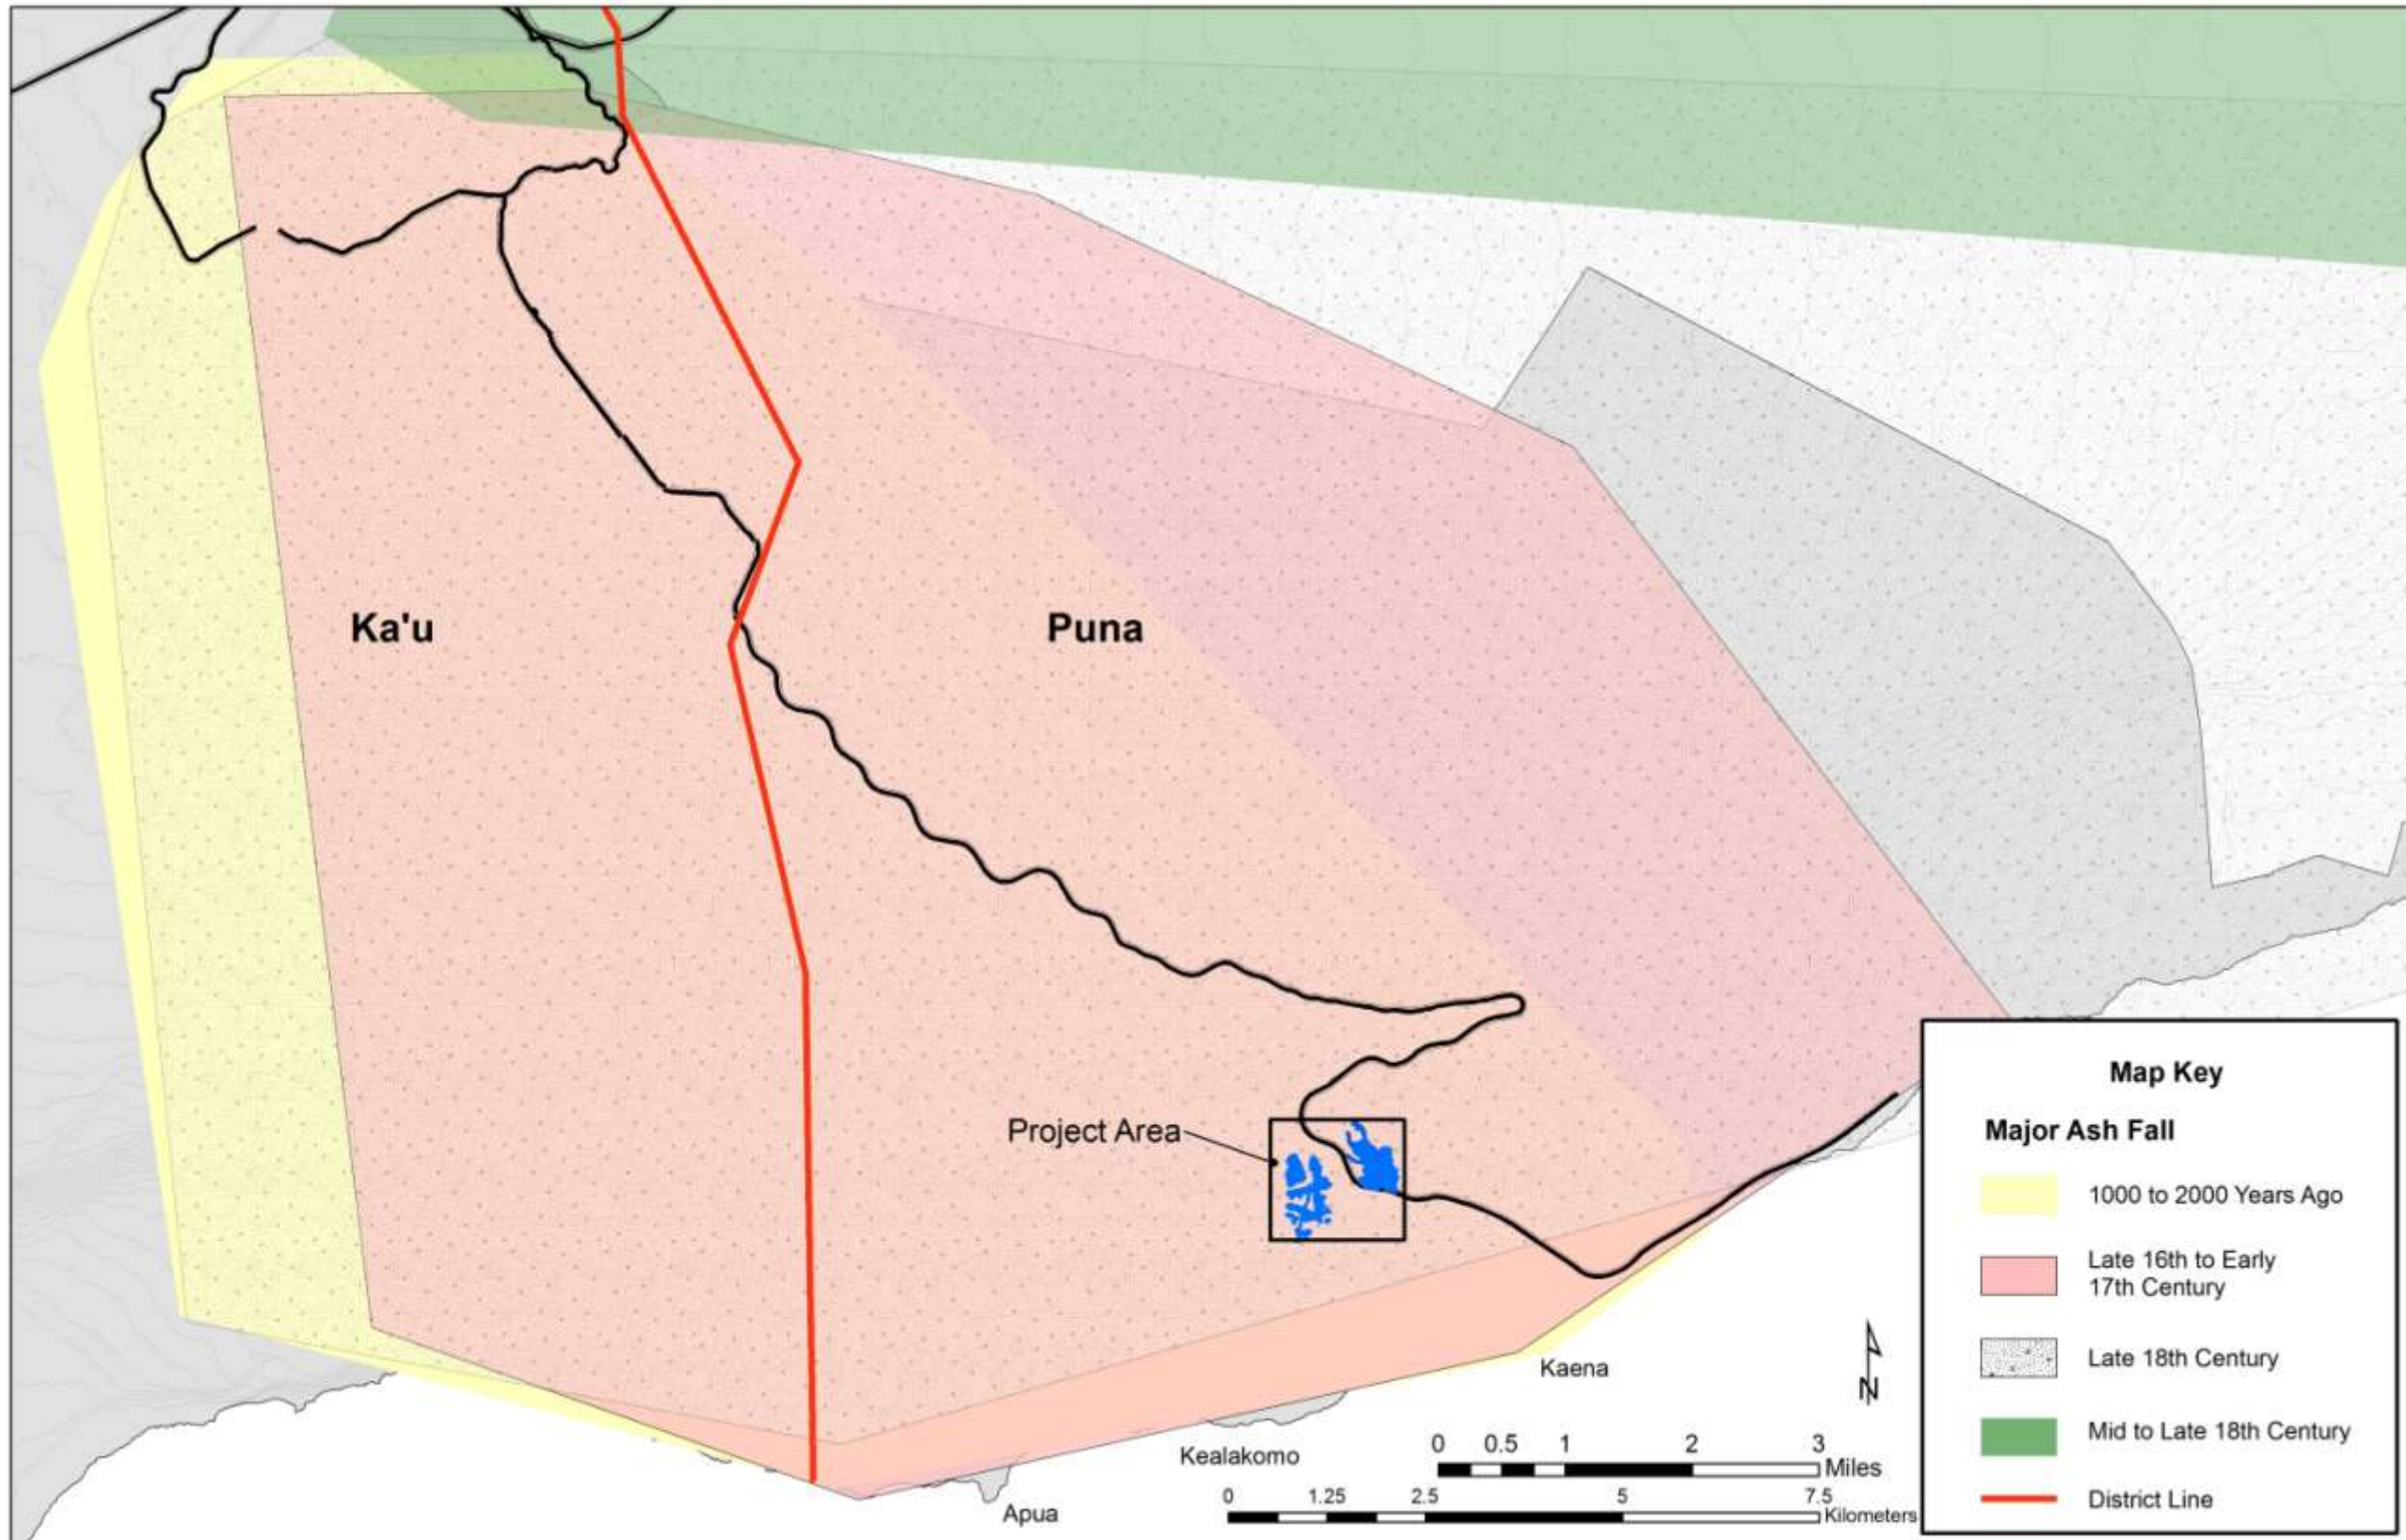 Ka'u
Puna
Project Area
Kaena
Kealakomo
Apua
N
0 0.5 1 2 3
Miles
0 1.25 2.5 5 7.5
Kilometers
Map Key
Major Ash Fall
1000 to 2000 Years Ago
Late 16th to Early
17th Century
Late 18th Century
Mid to Late 18th Century
District Line